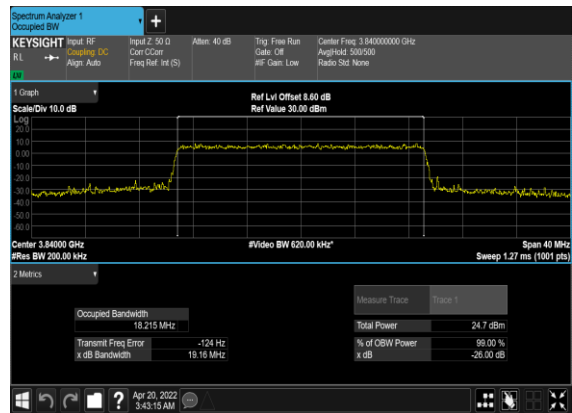 Spectrum Analyzer 1
Occupied BW
+
KEYSIGHT
Input: RF
Input Z: 50 Ω
Atten: 40 dB
Trig: Free Run
Center Freq: 3.840000000 GHz
RL
Coupling: DC
Corr CCorr
Gate: Off
Avg|Hold: 500/500
Align: Auto
Freq Ref: Int (S)
#IF Gain: Low
Radio Std: None
1 Graph
Scale/Div 10.0 dB
Ref Lvl Offset 8.60 dB
Ref Value 30.00 dBm
Log
20.0
10.0
0.00
-10.0
-20.0
-30.0
-40.0
-50.0
-60.0
Center 3.84000 GHz
#Video BW 620.00 kHz*
Span 40 MHz
#Res BW 200.00 kHz
Sweep 1.27 ms (1001 pts)
2 Metrics
Measure Trace
Trace 1
Occupied Bandwidth
18.215 MHz
Total Power
24.7 dBm
Transmit Freq Error
-124 Hz
% of OBW Power
99.00 %
x dB Bandwidth
19.16 MHz
x dB
-26.00 dB
?
Apr 20, 2022
3:43:15 AM